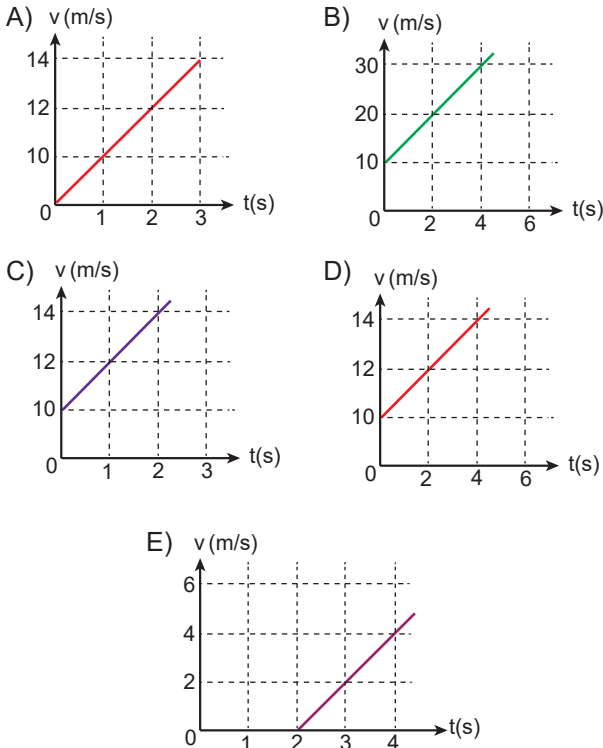 A) v (m/s)
14
12
10
0 1 2 3 t(s)
B) v (m/s)
30
20
10
0 2 4 6 t(s)
C) v (m/s)
14
12
10
0 1 2 3 t(s)
D) v (m/s)
14
12
10
0 2 4 6 t(s)
E) v (m/s)
6
4
2
0 1 2 3 4 t(s)